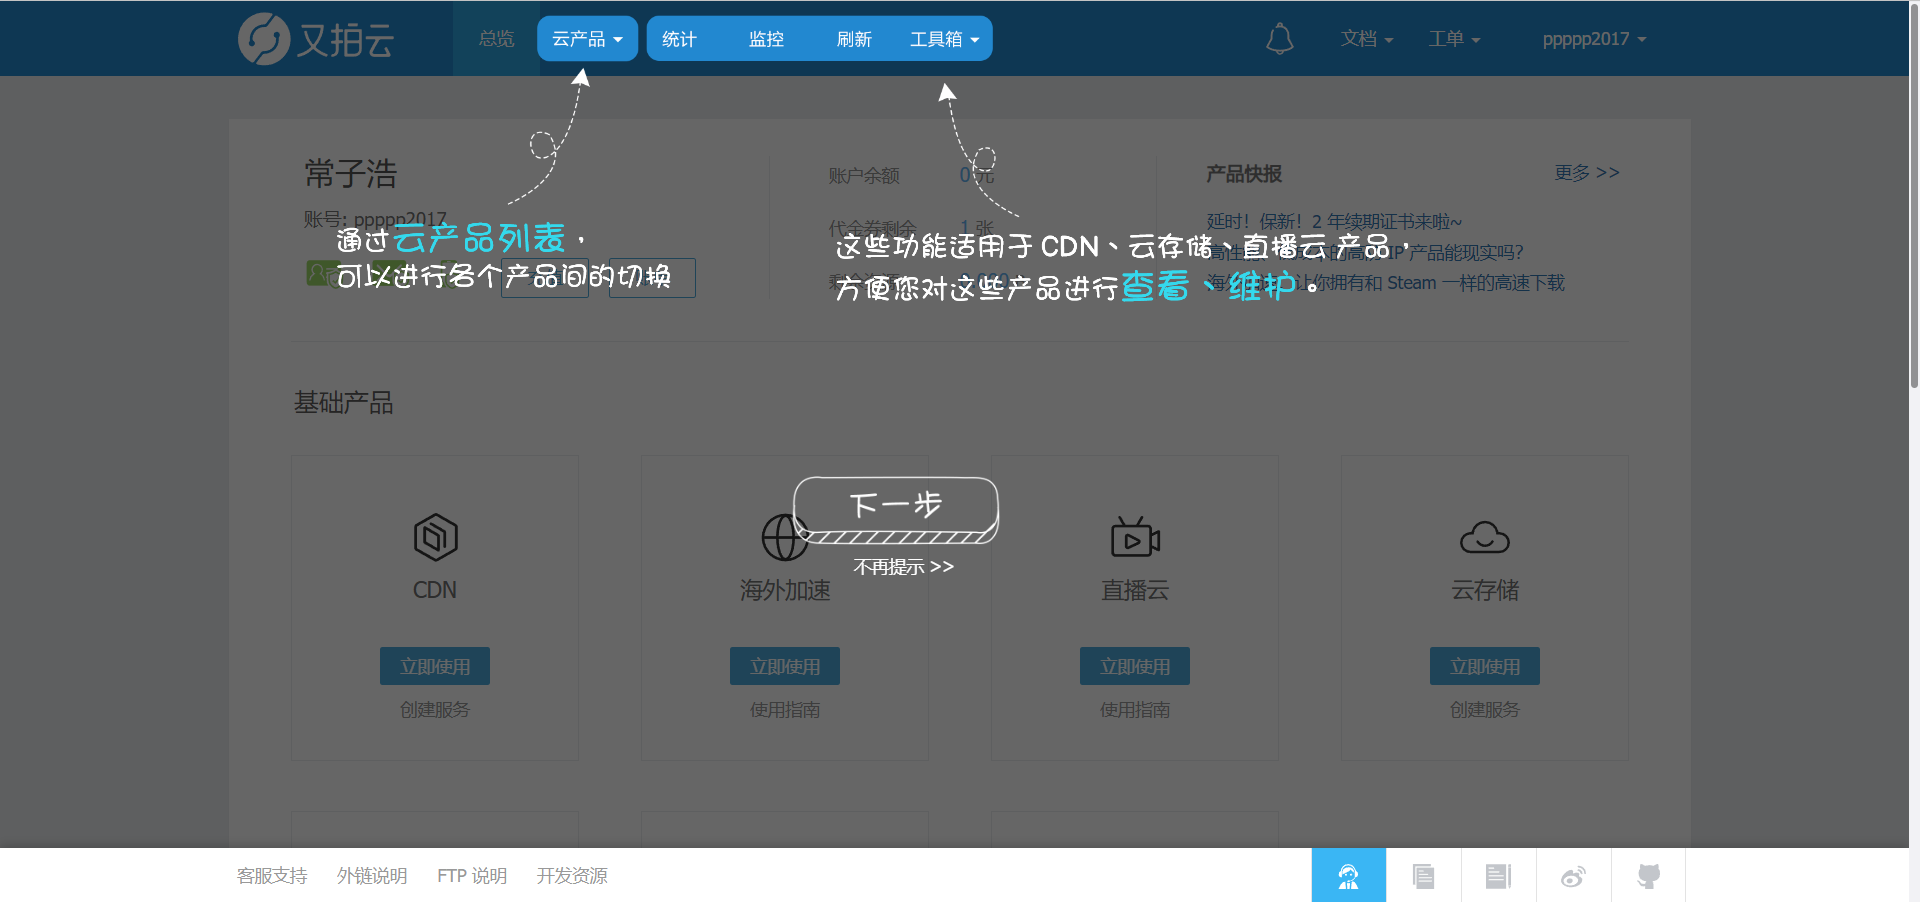 又拍云
总览
云产品
统计
监控
刷新
工具箱
文档
工单
ppppp2017
常子浩
账号: ppppp2017
通过云产品列表，
可以进行各个产品间的切换
账户余额
0 元
代金券剩余
1 张
产品快报
更多 >>
延时！保新！2 年续期证书来啦~
IP 产品能现实吗？
让你拥有和 Steam 一样的高速下载
这些功能适用于 CDN、云存储、直播云产品，
方便您对这些产品进行查看、维护。
基础产品
下一步
不再提示 >>
CDN
海外加速
直播云
云存储
立即使用
立即使用
立即使用
立即使用
创建服务
使用指南
使用指南
创建服务
客服支持
外链说明
FTP 说明
开发资源